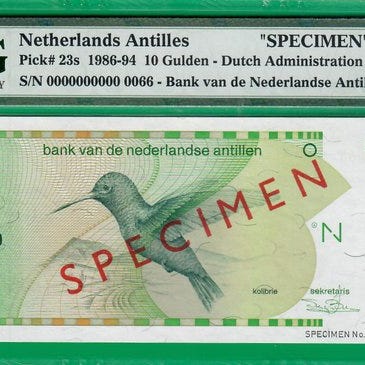 Netherlands Antilles "SPECIMEN"
Pick# 23s 1986-94 10 Gulden - Dutch Administration
S/N 0000000000 0066 - Bank van de Nederlandse Antil
bank van de nederlandse antillen
SPECIMEN
N
kolibrie sekretaris
SPECIMEN No.